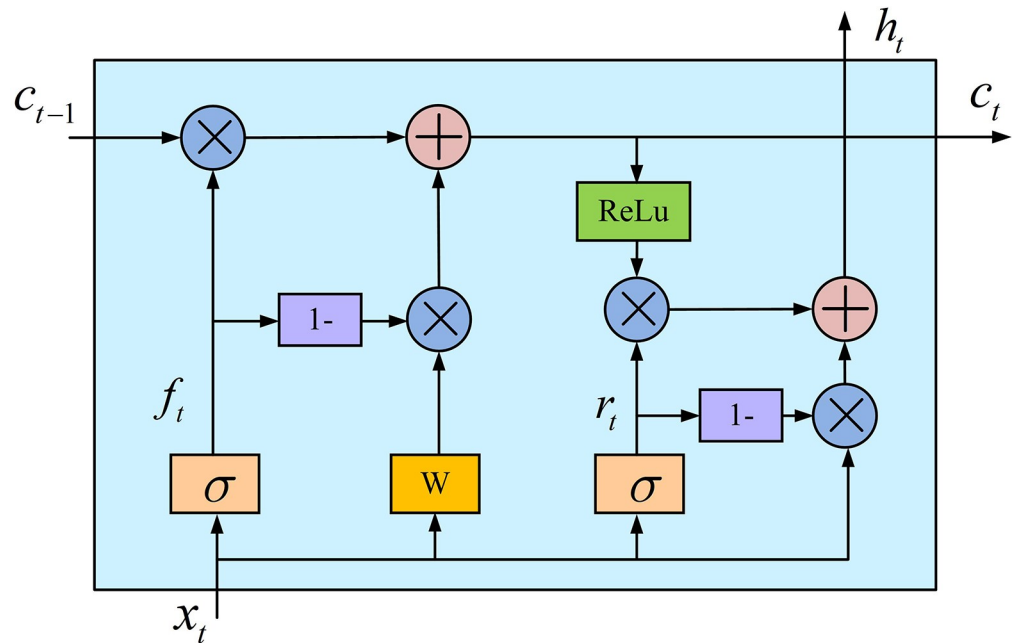 h_t
c_{t-1}
c_t
ReLu
1-
f_t
r_t
1-
σ
W
σ
x_t